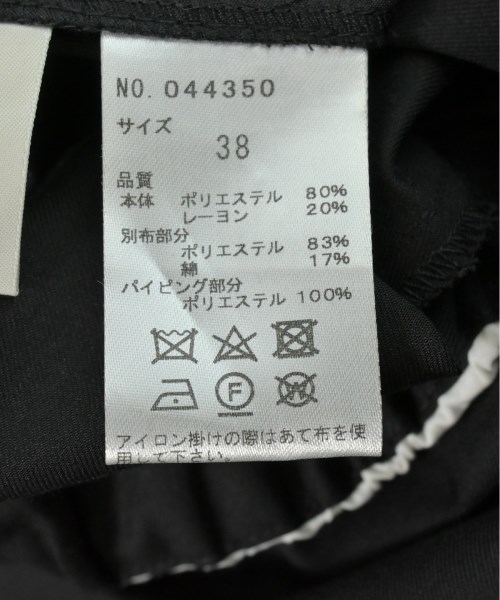 NO. 044350
サイズ
38
品質
本体 ポリエステル 80%
レーヨン 20%
別布部分
ポリエステル 83%
綿 17%
パイピング部分
ポリエステル 100%
F W
アイロン掛けの際はあて布を使
用して下さい。